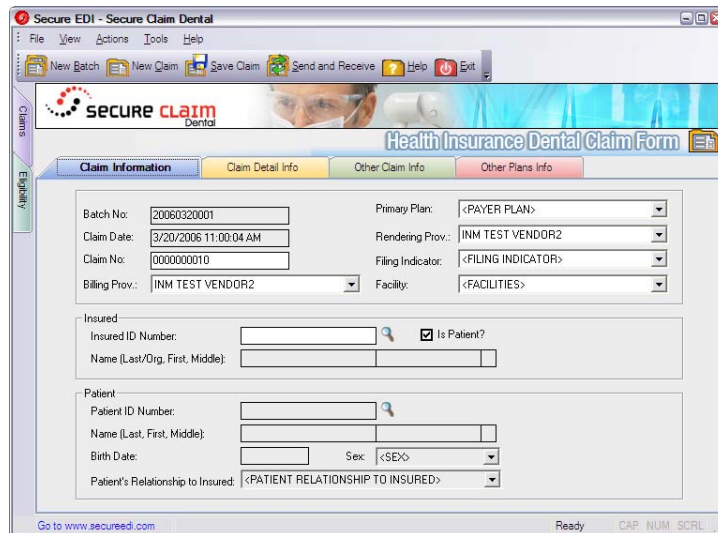 Secure EDI - Secure Claim Dental
File View Actions Tools Help
New Batch New Claim Save Claim Send and Receive Help Exit
Claims
Eligibility
SECURE CLAIM
Dental
Health Insurance Dental Claim Form
Claim Information Claim Detail Info Other Claim Info Other Plans Info
Batch No: 20060320001 Primary Plan: <PAYER PLAN>
Claim Date: 3/20/2006 11:00:04 AM Rendering Prov.: INM TEST VENDOR2
Claim No: 0000000010 Filing Indicator: <FILING INDICATOR>
Billing Prov.: INM TEST VENDOR2 Facility: <FACILITIES>
Insured
Insured ID Number: Is Patient?
Name (Last/Org, First, Middle):
Patient
Patient ID Number:
Name (Last, First, Middle):
Birth Date: Sex: <SEX>
Patient's Relationship to Insured: <PATIENT RELATIONSHIP TO INSURED>
Go to www.secureedi.com Ready CAP NUM SCRL